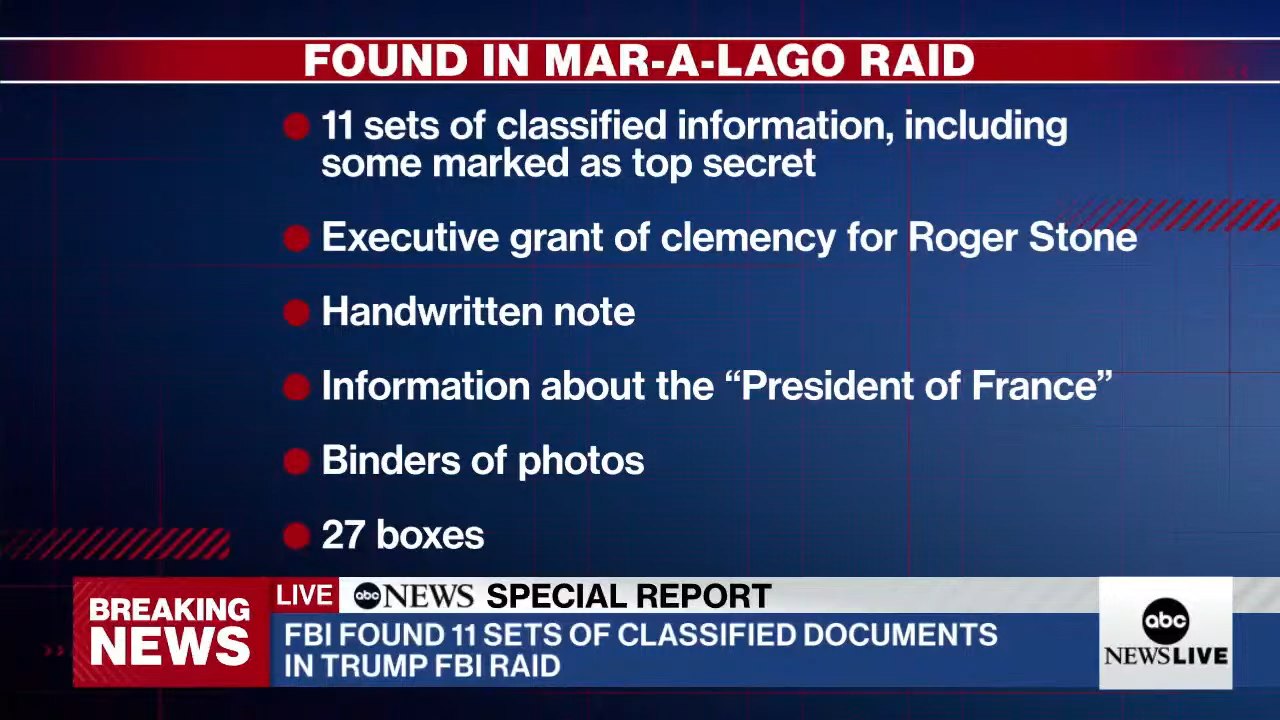 FOUND IN MAR-A-LAGO RAID
11 sets of classified information, including
some marked as top secret
Executive grant of clemency for Roger Stone
Handwritten note
Information about the “President of France”
Binders of photos
27 boxes
BREAKING
NEWS
LIVE abc NEWS SPECIAL REPORT
FBI FOUND 11 SETS OF CLASSIFIED DOCUMENTS
IN TRUMP FBI RAID
abc
NEWSLIVE